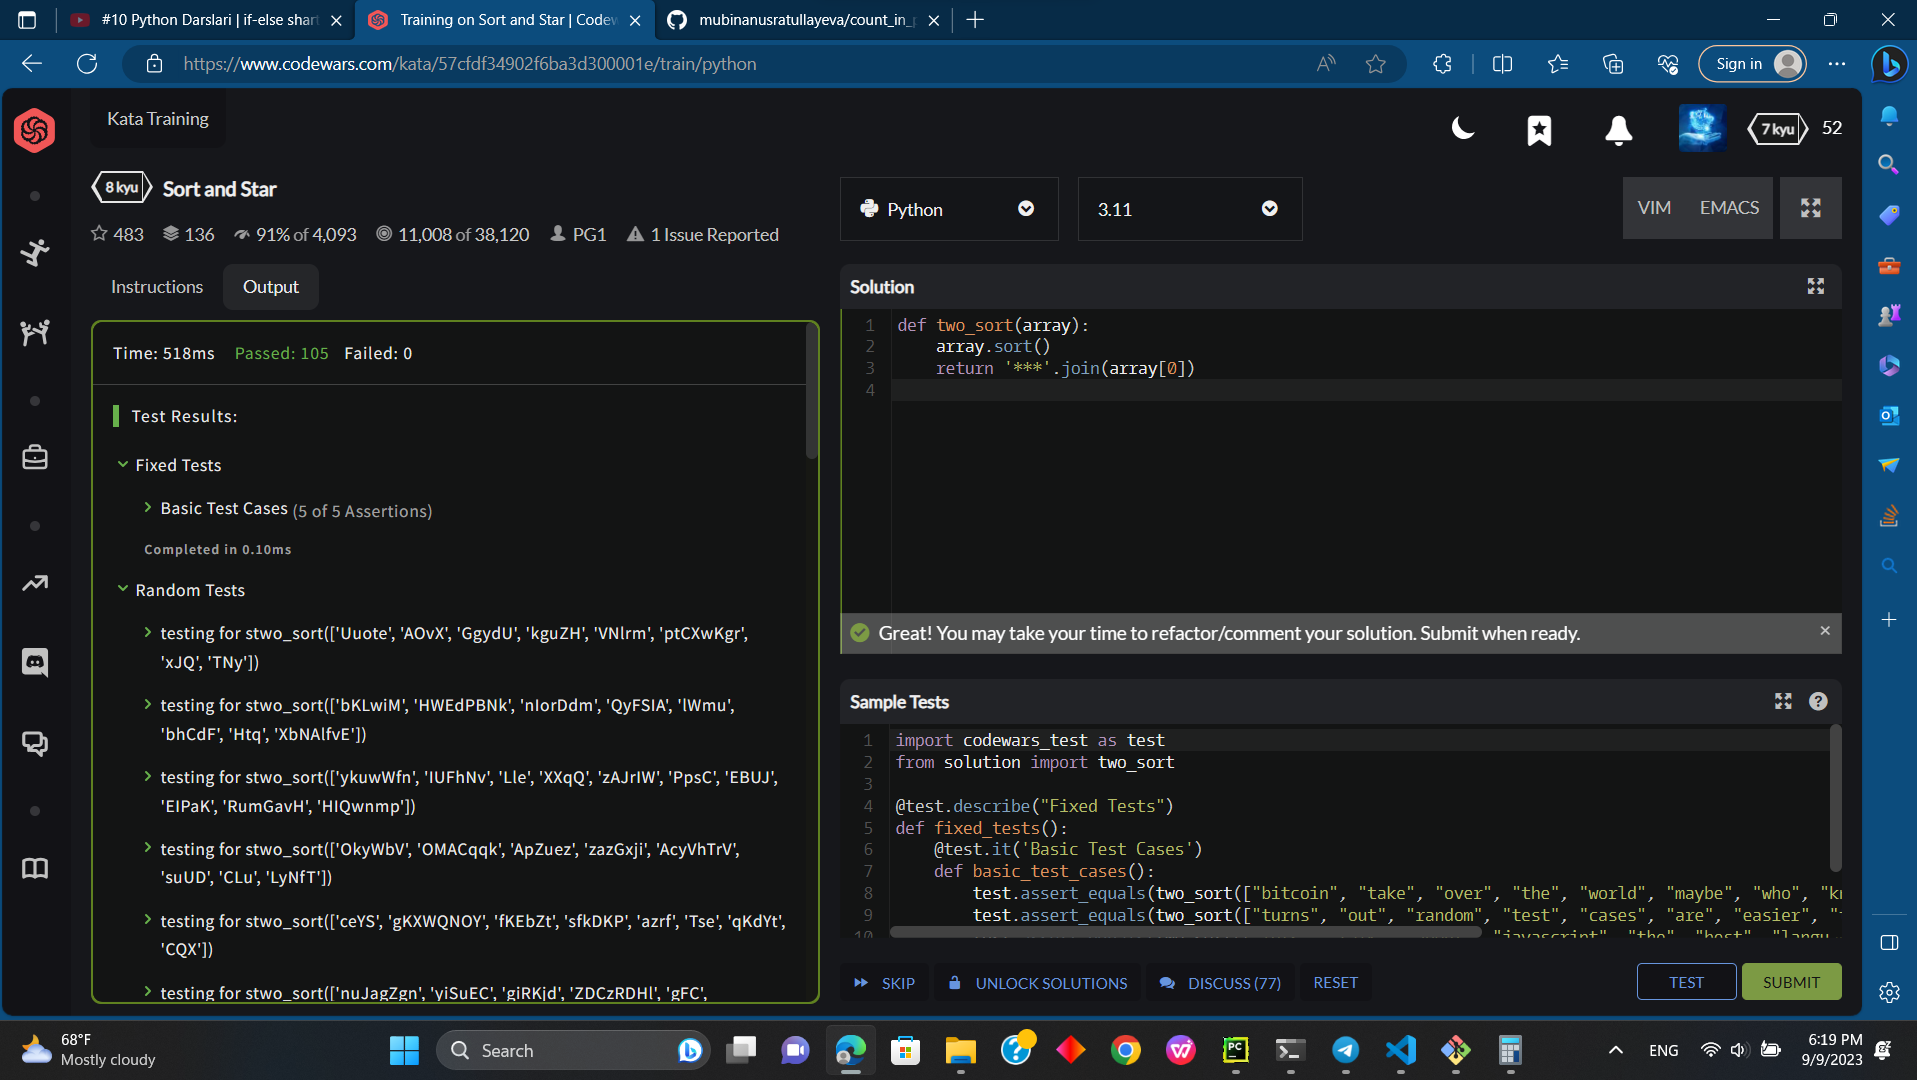 #10 Python Darslari | if-else shart
Training on Sort and Star | Codew
mubinanusratullayeva/count_in_p
https://www.codewars.com/kata/57cfdf34902f6ba3d300001e/train/python
Sign in
Kata Training
7 kyu
52
8 kyu
Sort and Star
483
136
91% of 4,093
11,008 of 38,120
PG1
1 Issue Reported
Python
3.11
VIM
EMACS
Instructions
Output
Time: 518ms Passed: 105 Failed: 0
Test Results:
Fixed Tests
Basic Test Cases (5 of 5 Assertions)
Completed in 0.10ms
Random Tests
testing for stwo_sort(['Uuote', 'AOvX', 'GgydU', 'kguZH', 'VNlrm', 'ptCXwKgr',
'xJQ', 'TNy'])
testing for stwo_sort(['bKLwiM', 'HWEdPBNk', 'nIorDdm', 'QyFSIA', 'lWmu',
'bhCdF', 'Htq', 'XbNAlfvE'])
testing for stwo_sort(['ykuwWfn', 'IUFhNv', 'Lle', 'XXqQ', 'zAJrIW', 'PpsC', 'EBUJ',
'EIPaK', 'RumGavH', 'HIQwnmp'])
testing for stwo_sort(['OkyWbV', 'OMACqqk', 'ApZuez', 'zazGxji', 'AcyVhTrV',
'suUD', 'CLu', 'LyNfT'])
testing for stwo_sort(['ceYS', 'gKXWQNOY', 'fKEbZt', 'sfkDKP', 'azrf', 'Tse', 'qKdYt',
'CQX'])
testing for stwo_sort(['nuJagZgn', 'yiSuEC', 'giRKjd', 'ZDCzRDHl', 'gFC',
Solution
1 def two_sort(array):
2 array.sort()
3 return '***'.join(array[0])
4
Great! You may take your time to refactor/comment your solution. Submit when ready.
Sample Tests
1 import codewars_test as test
2 from solution import two_sort
3
4 @test.describe("Fixed Tests")
5 def fixed_tests():
6 @test.it('Basic Test Cases')
7 def basic_test_cases():
8 test.assert_equals(two_sort(["bitcoin", "take", "over", "the", "world", "maybe", "who", "k
9 test.assert_equals(two_sort(["turns", "out", "random", "test", "cases", "are", "easier", "
10 "javascript", "the", "best", "langu
SKIP
UNLOCK SOLUTIONS
DISCUSS (77)
RESET
TEST
SUBMIT
68°F
Mostly cloudy
Search
ENG
6:19 PM
9/9/2023